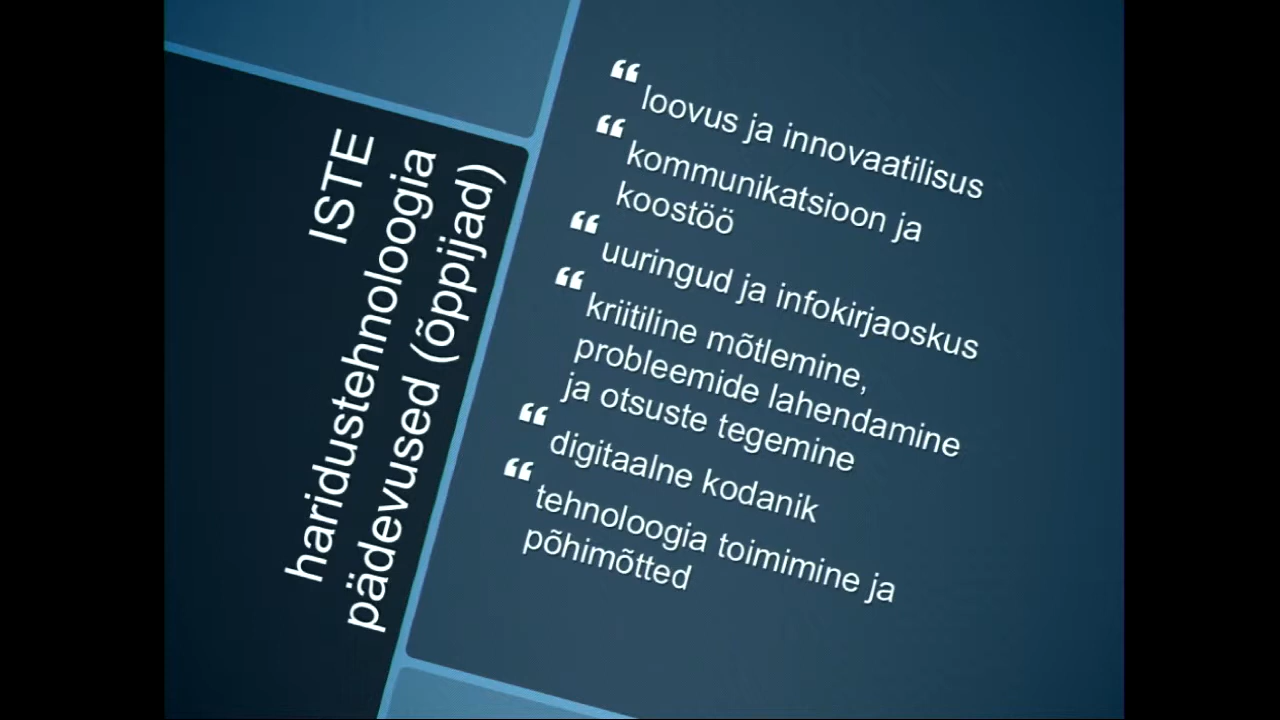 ISTE
haridustehnoloogia
pädevused (õppijad)
“ loovus ja innovaatilisus
“ kommunikatsioon ja
koostöö
“ uuringud ja infokirjaoskus
“ kriitiline mõtlemine,
probleemide lahendamine
ja otsuste tegemine
“ digitaalne kodanik
“ tehnoloogia toimimine ja
põhimõtted